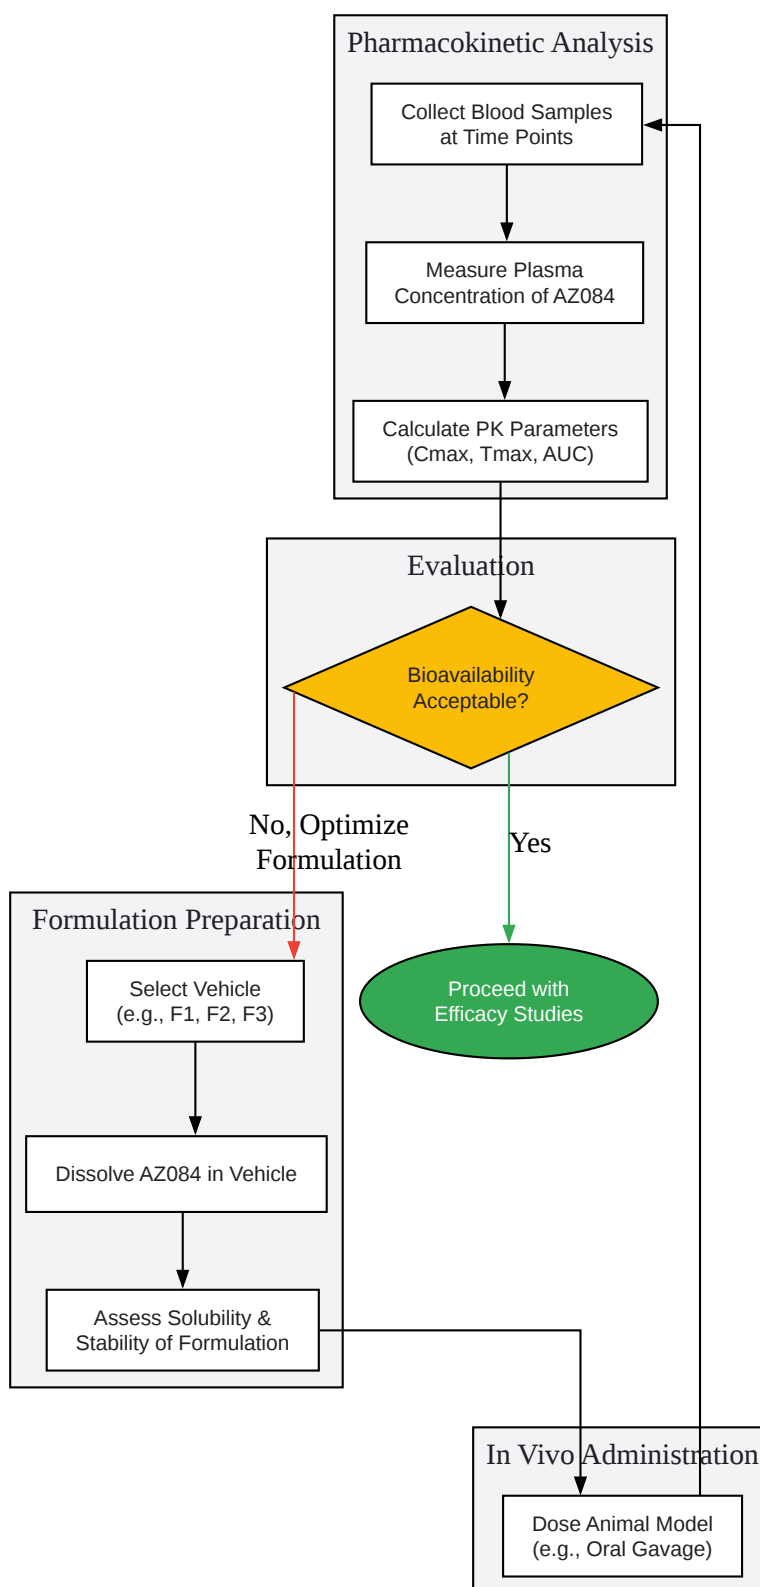 Pharmacokinetic Analysis
Collect Blood Samples
at Time Points
Measure Plasma
Concentration of AZ084
Calculate PK Parameters
(Cmax, Tmax, AUC)
Evaluation
Bioavailability
Acceptable?
No, Optimize
Formulation
Yes
Formulation Preparation
Select Vehicle
(e.g., F1, F2, F3)
Proceed with
Efficacy Studies
Dissolve AZ084 in Vehicle
Assess Solubility &
Stability of Formulation
In Vivo Administration
Dose Animal Model
(e.g., Oral Gavage)